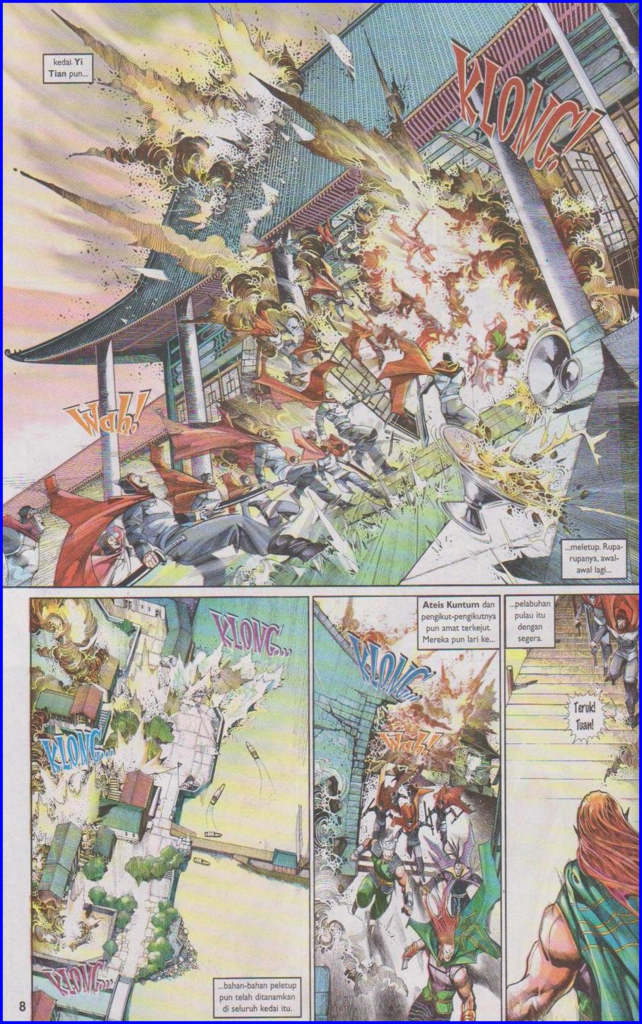 kedai Yi
Tian pun...
KLONG!
Wah!
...meletup. Rupa-
rupanya, awal-
awal lagi...
KLONG...
KLONG...
KLONG...
...bahan-bahan peletup
pun telah ditanamkan
di seluruh kedai itu.
Ateis Kuntum dan
pengikut-pengikutnya
pun amat terkejut.
Mereka pun lari ke...
KLONG...
Wah!
...pelabuhan
pulau itu
dengan
segera.
Teruk!
Tuan!
8